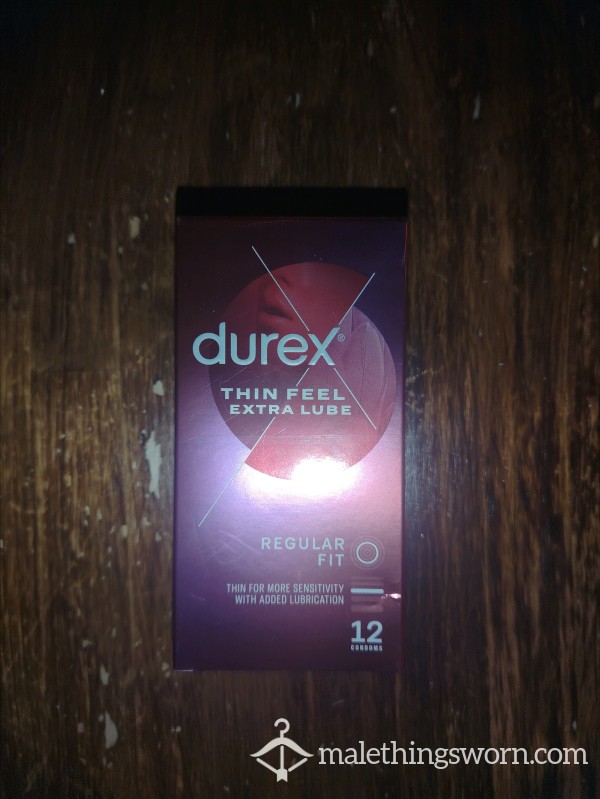 durex®
THIN FEEL
EXTRA LUBE
REGULAR
FIT
THIN FOR MORE SENSITIVITY
WITH ADDED LUBRICATION
12
CONDOMS
malethingsworn.com